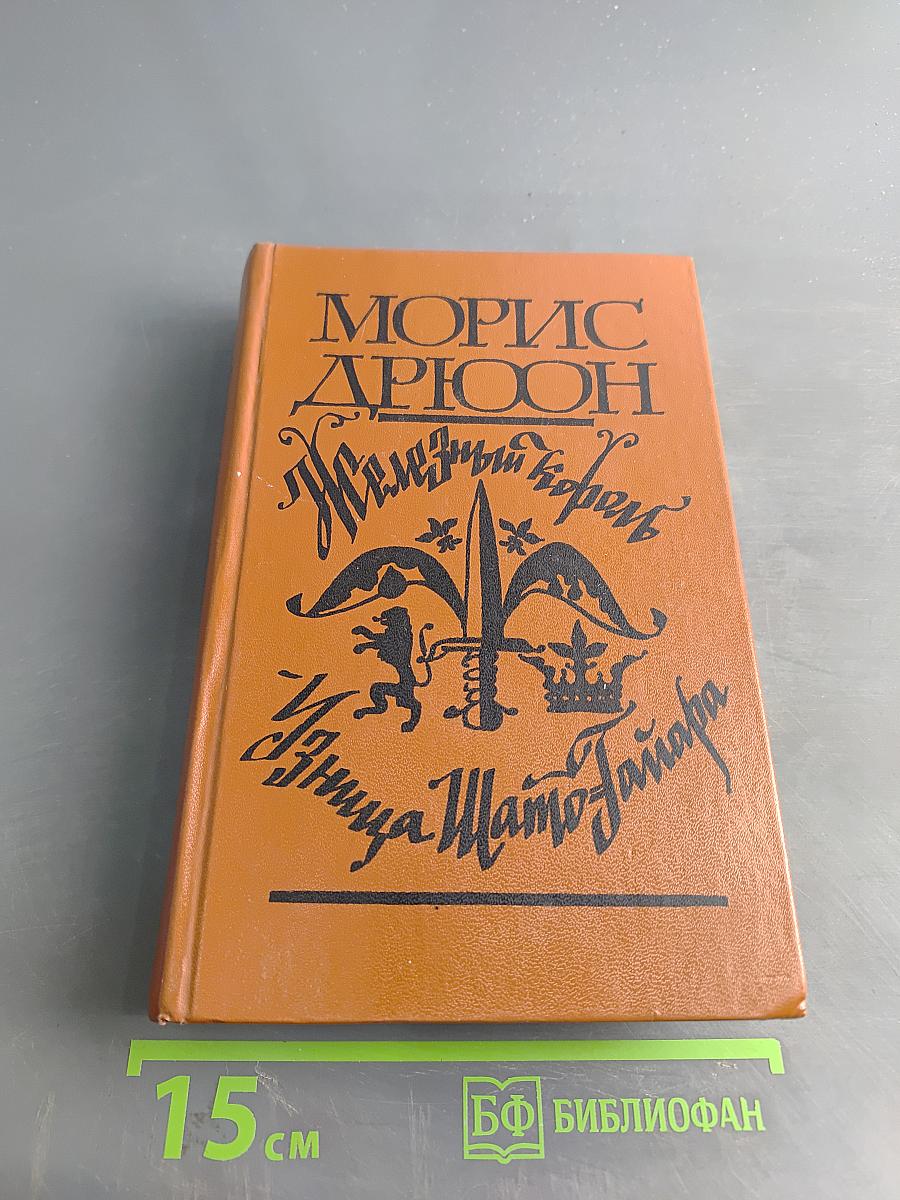 МОРИС
ДРЮОН
Железный король
Узница Шато-Гайара
15 см
БФ БИБЛИОФАН